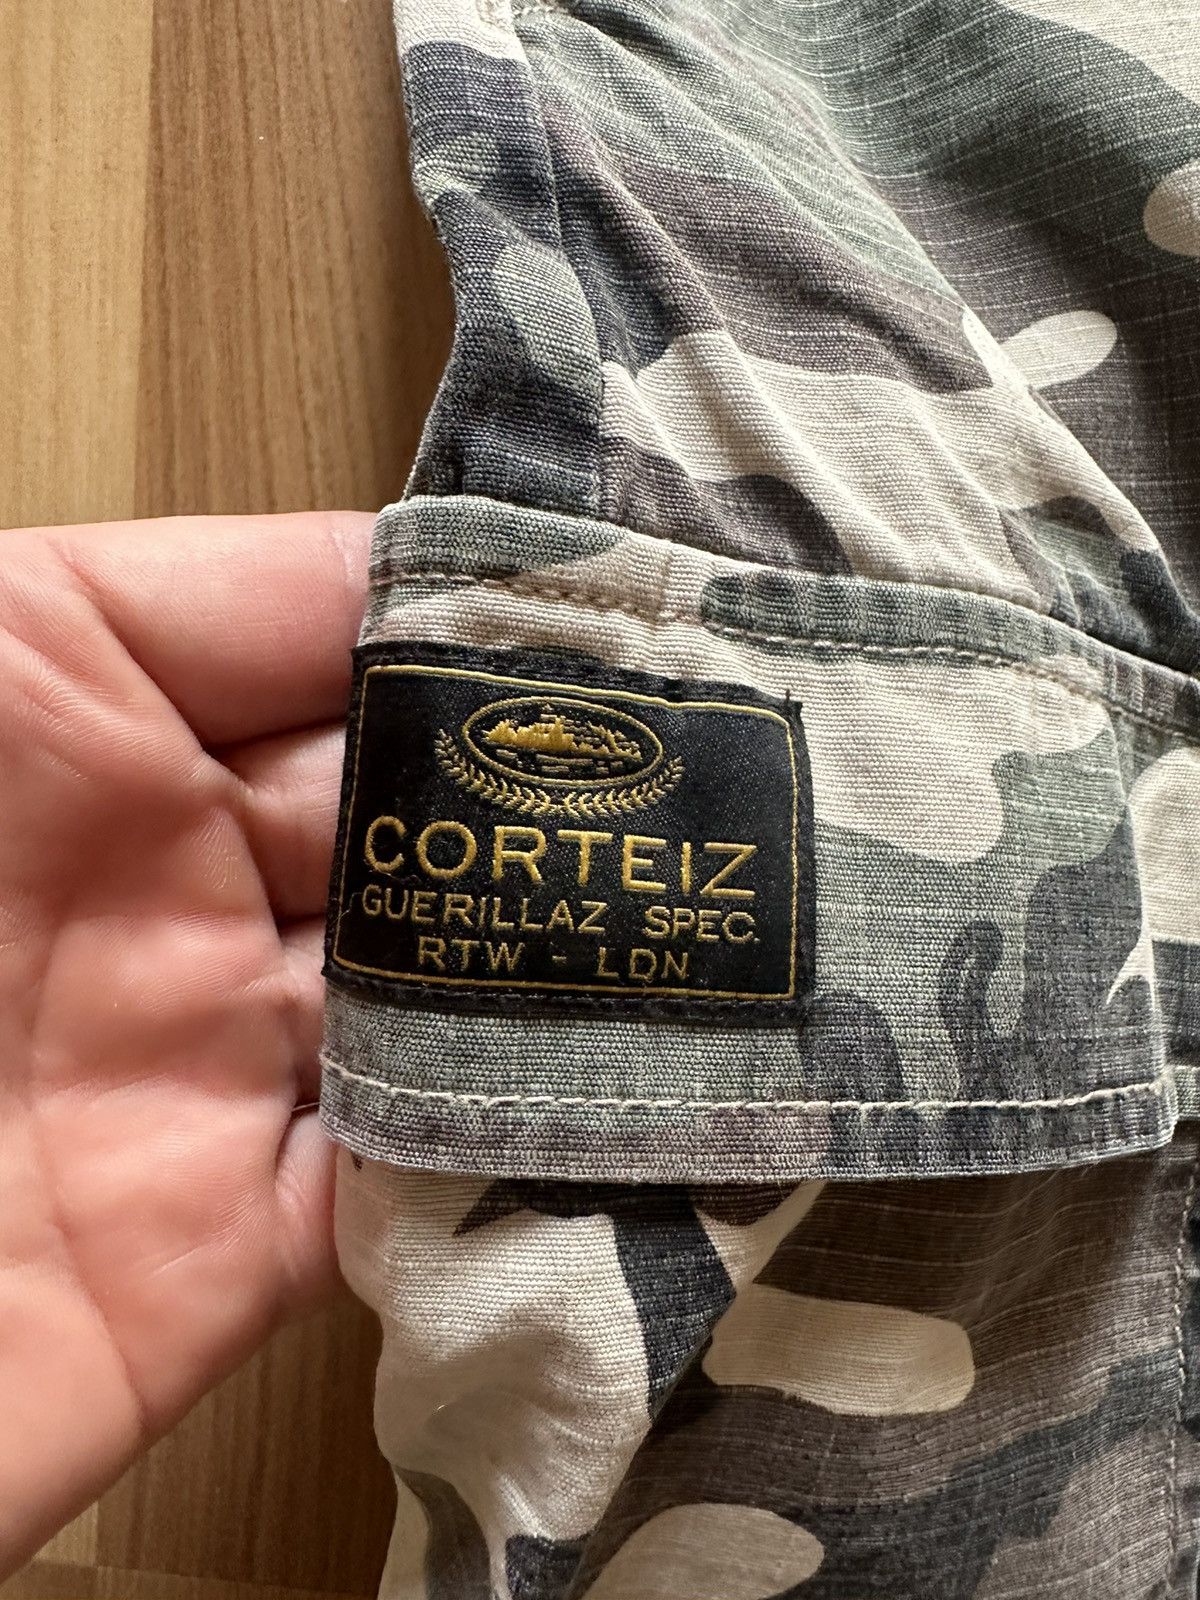 CORTEIZ
GUERILLAZ SPEC.
RTW - LDN